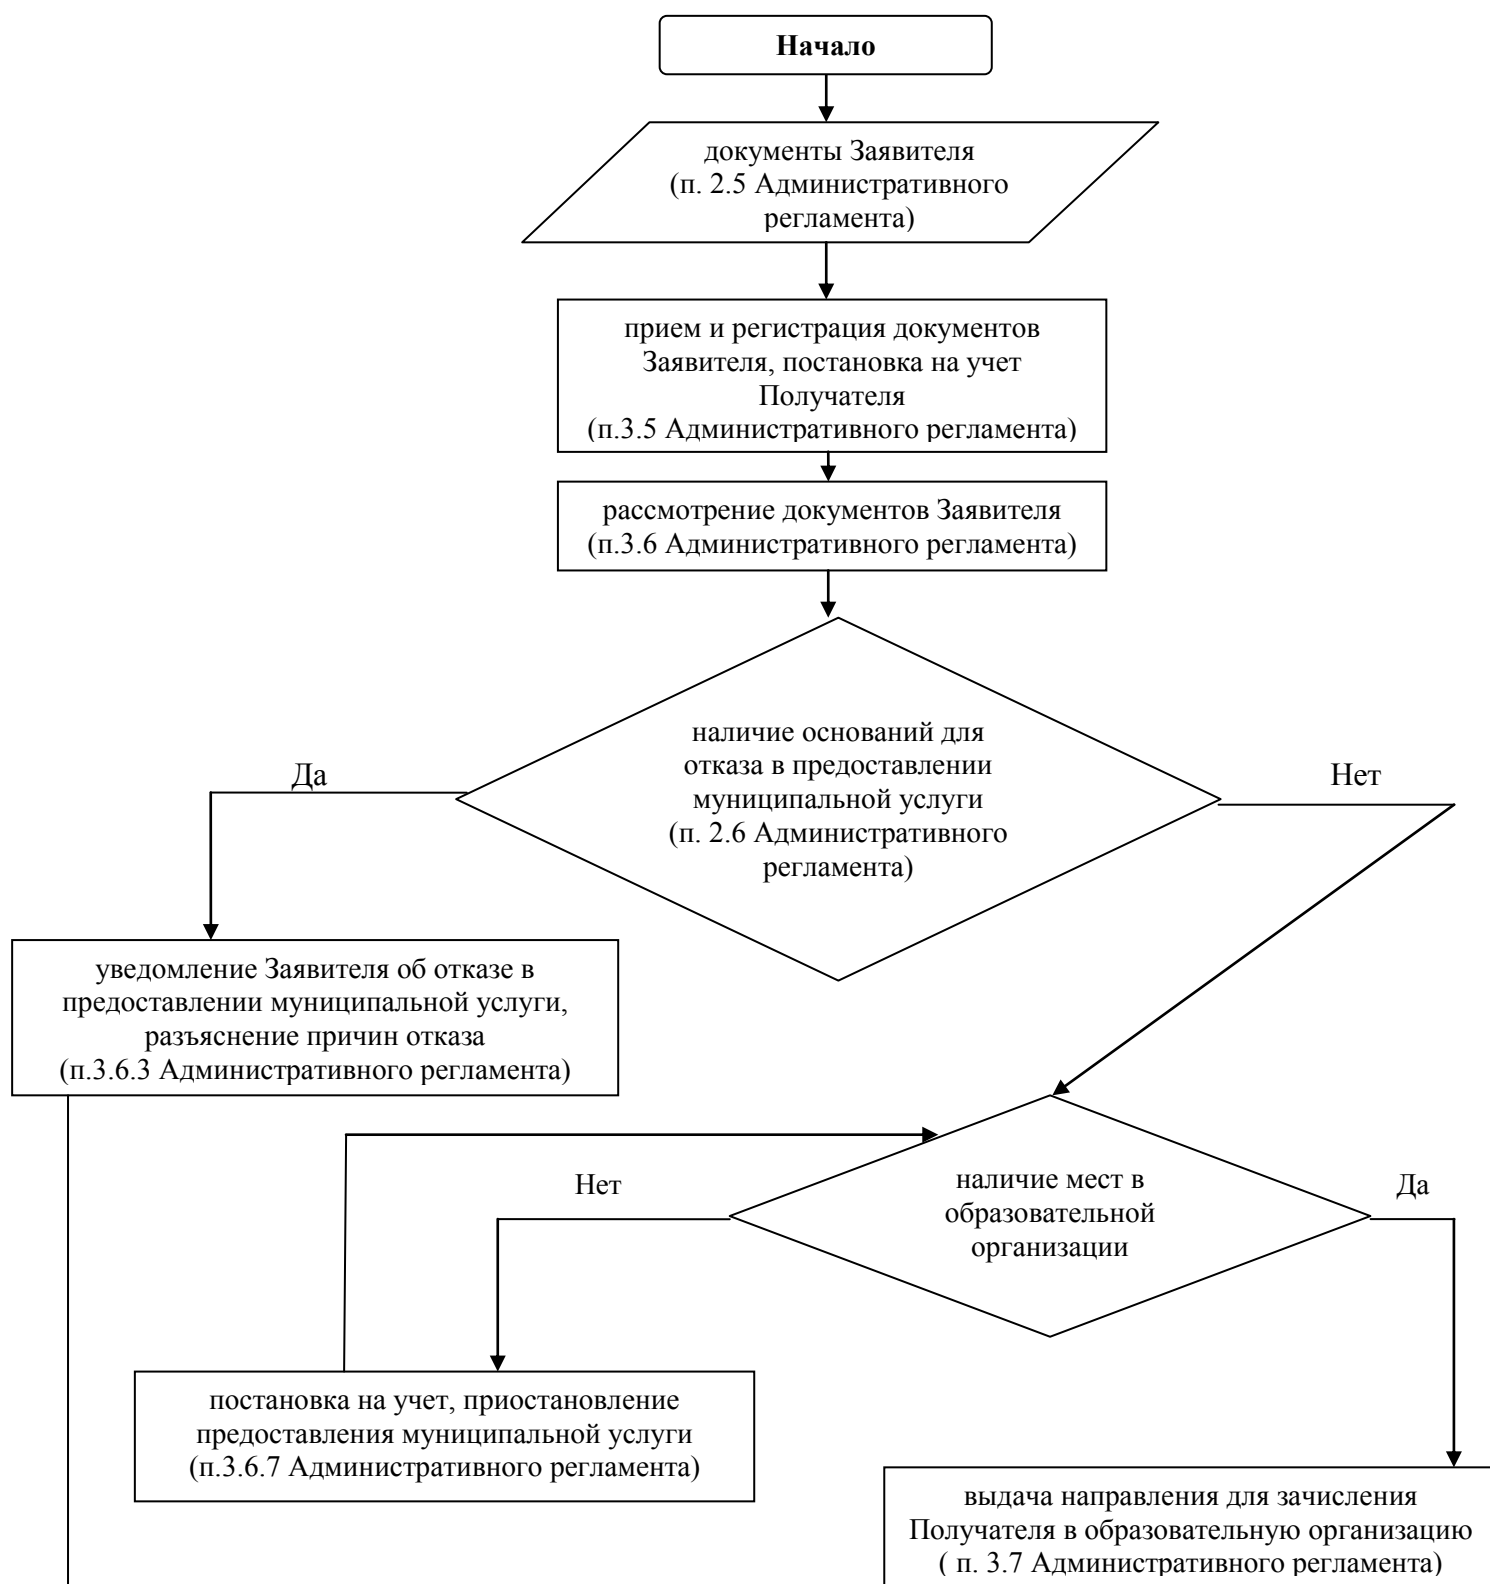 Начало
документы Заявителя
(п. 2.5 Административного
регламента)
прием и регистрация документов
Заявителя, постановка на учет
Получателя
(п.3.5 Административного регламента)
рассмотрение документов Заявителя
(п.3.6 Административного регламента)
наличие оснований для
отказа в предоставлении
муниципальной услуги
(п. 2.6 Административного
регламента)
Да
Нет
уведомление Заявителя об отказе в
предоставлении муниципальной услуги,
разъяснение причин отказа
(п.3.6.3 Административного регламента)
наличие мест в
образовательной
организации
Нет
Да
постановка на учет, приостановление
предоставления муниципальной услуги
(п.3.6.7 Административного регламента)
выдача направления для зачисления
Получателя в образовательную организацию
( п. 3.7 Административного регламента)